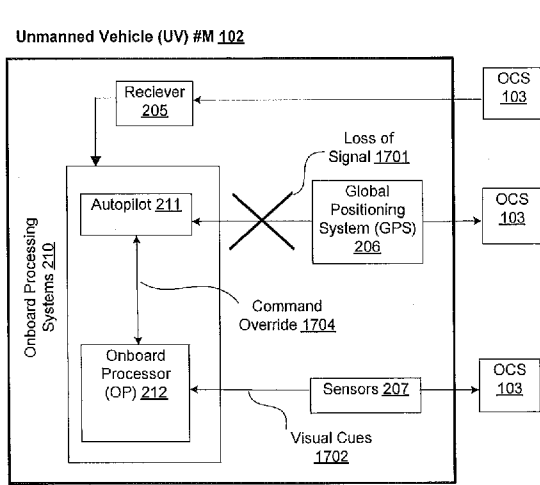 Unmanned Vehicle (UV) #M 102
OCS
103
Reciever
205
Loss of
Signal 1701
Autopilot 211
Global
Positioning
System (GPS)
206
OCS
103
Onboard Processing
Systems 210
Command
Override 1704
Onboard
Processor
(OP) 212
Sensors 207
OCS
103
Visual Cues
1702